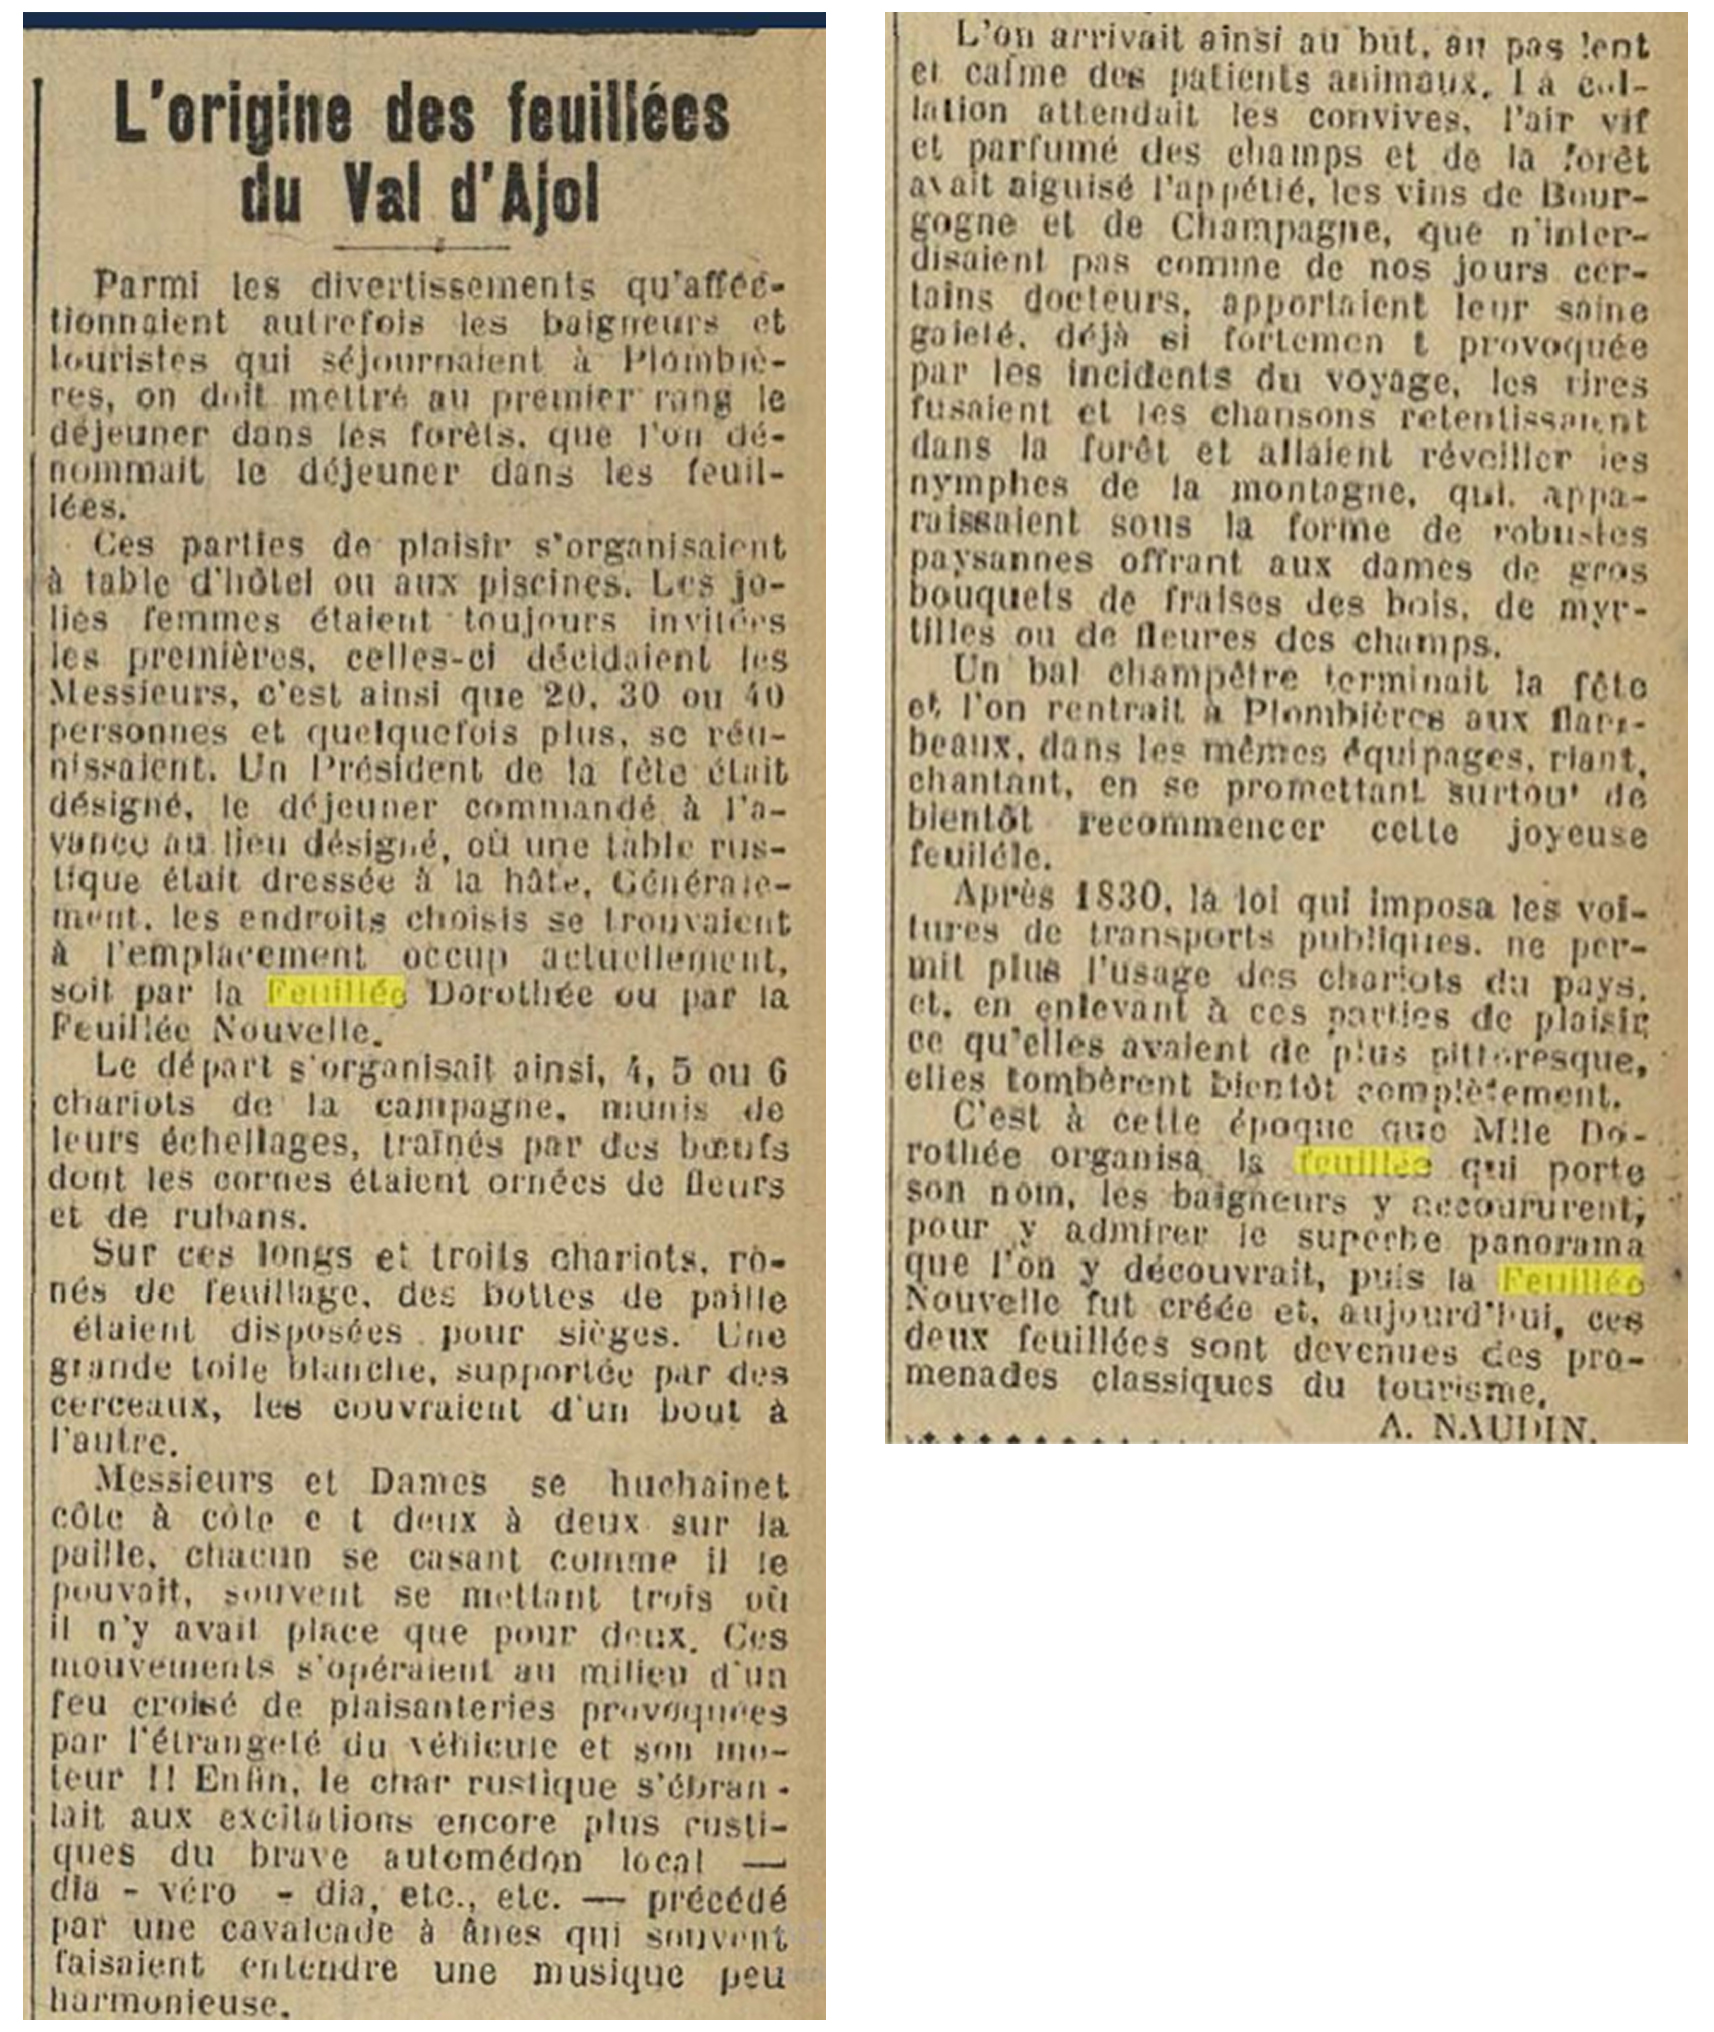 L'origine des feuillées
du Val d'Ajol
Parmi les divertissements qu'affec-
tionnaient autrefois les baigneurs et
touristes qui séjournaient à Plombiè-
res, on doit mettre au premier rang le
déjeuner dans les forêts, que l'on dé-
nommait le déjeuner dans les feuil-
lées.
Ces parties de plaisir s'organisaient
à table d'hôtel ou aux piscines. Les jo-
lies femmes étaient toujours invitées
les premières, celles-ci décidaient les
Messieurs, c'est ainsi que 20, 30 ou 40
personnes et quelquefois plus, se réu-
nissaient. Un Président de la fête était
désigné, le déjeuner commandé à l'a-
vance au lieu désigné, où une table rus-
tique était dressée à la hâte. Générale-
ment, les endroits choisis se trouvaient
à l'emplacement occup actuellement,
soit par la Feuillée Dorothée ou par la
Feuillée Nouvelle.
Le départ s'organisait ainsi, 4, 5 ou 6
chariots de la campagne, munis de
leurs échellages, traînés par des bœufs
dont les cornes étaient ornées de fleurs
et de rubans.
Sur ces longs et troits chariots, ro-
nés de feuillage, des bottes de paille
étaient disposées pour sièges. Une
grande toile blanche, supportée par des
cerceaux, les couvraient d'un bout à
l'autre.
Messieurs et Dames se huchainet
côte à côte e t deux à deux sur la
paille, chacun se casant comme il le
pouvait, souvent se mettant trois où
il n'y avait place que pour deux. Ces
mouvements s'opéraient au milieu d'un
feu croisé de plaisanteries provoquées
par l'étrangeté du véhicule et son mo-
teur !! Enfin, le char rustique s'ébran-
lait aux excitations encore plus rusti-
ques du brave automédon local —
dia - véro - dia, etc., etc. — précédé
par une cavalcade à ânes qui souvent
faisaient entendre une musique peu
harmonieuse.
L'on arrivait ainsi au but, au pas lent
et calme des patients animaux. La col-
lation attendait les convives, l'air vif
et parfumé des champs et de la forêt
avait aiguisé l'appétié, les vins de Bour-
gogne et de Champagne, que n'inter-
disaient pas comme de nos jours cer-
tains docteurs, apportaient leur saine
gaieté, déjà si fortemen t provoquée
par les incidents du voyage, les rires
fusaient et les chansons retentissaient
dans la forêt et allaient réveiller les
nymphes de la montagne, qui, appa-
raissaient sous la forme de robustes
paysannes offrant aux dames de gros
bouquets de fraises des bois, de myr-
tilles ou de fleures des champs.
Un bal champêtre terminait la fête
et l'on rentrait à Plombières aux flam-
beaux, dans les mêmes équipages, riant,
chantant, en se promettant surtout de
bientôt recommencer cette joyeuse
feuiléle.
Après 1830, la loi qui imposa les voi-
tures de transports publiques, ne per-
mit plus l'usage des chariots du pays,
et, en enlevant à ces parties de plaisir
ce qu'elles avaient de plus pittoresque,
elles tombèrent bientôt complètement.
C'est à cette époque que Mlle Do-
rothée organisa la feuillée qui porte
son nom, les baigneurs y accoururent,
pour y admirer le superbe panorama
que l'on y découvrait, puis la Feuillée
Nouvelle fut créée et, aujourd'hui, ces
deux feuillées sont devenues des pro-
menades classiques du tourisme.
A. NAUDIN.